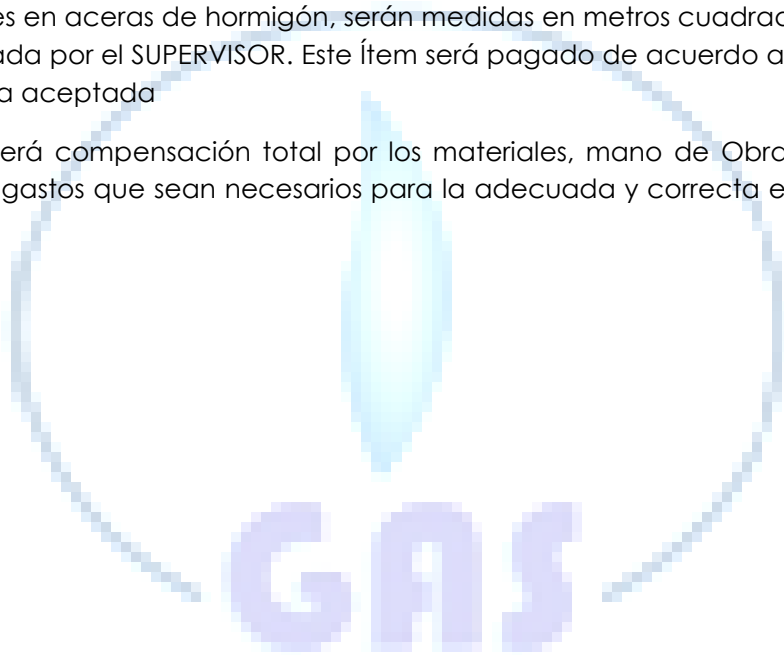 es en aceras de hormigón, serán medidas en metros cuadrad
ada por el SUPERVISOR. Este Ítem será pagado de acuerdo a
a aceptada
erá compensación total por los materiales, mano de Obra
gastos que sean necesarios para la adecuada y correcta e
GAS